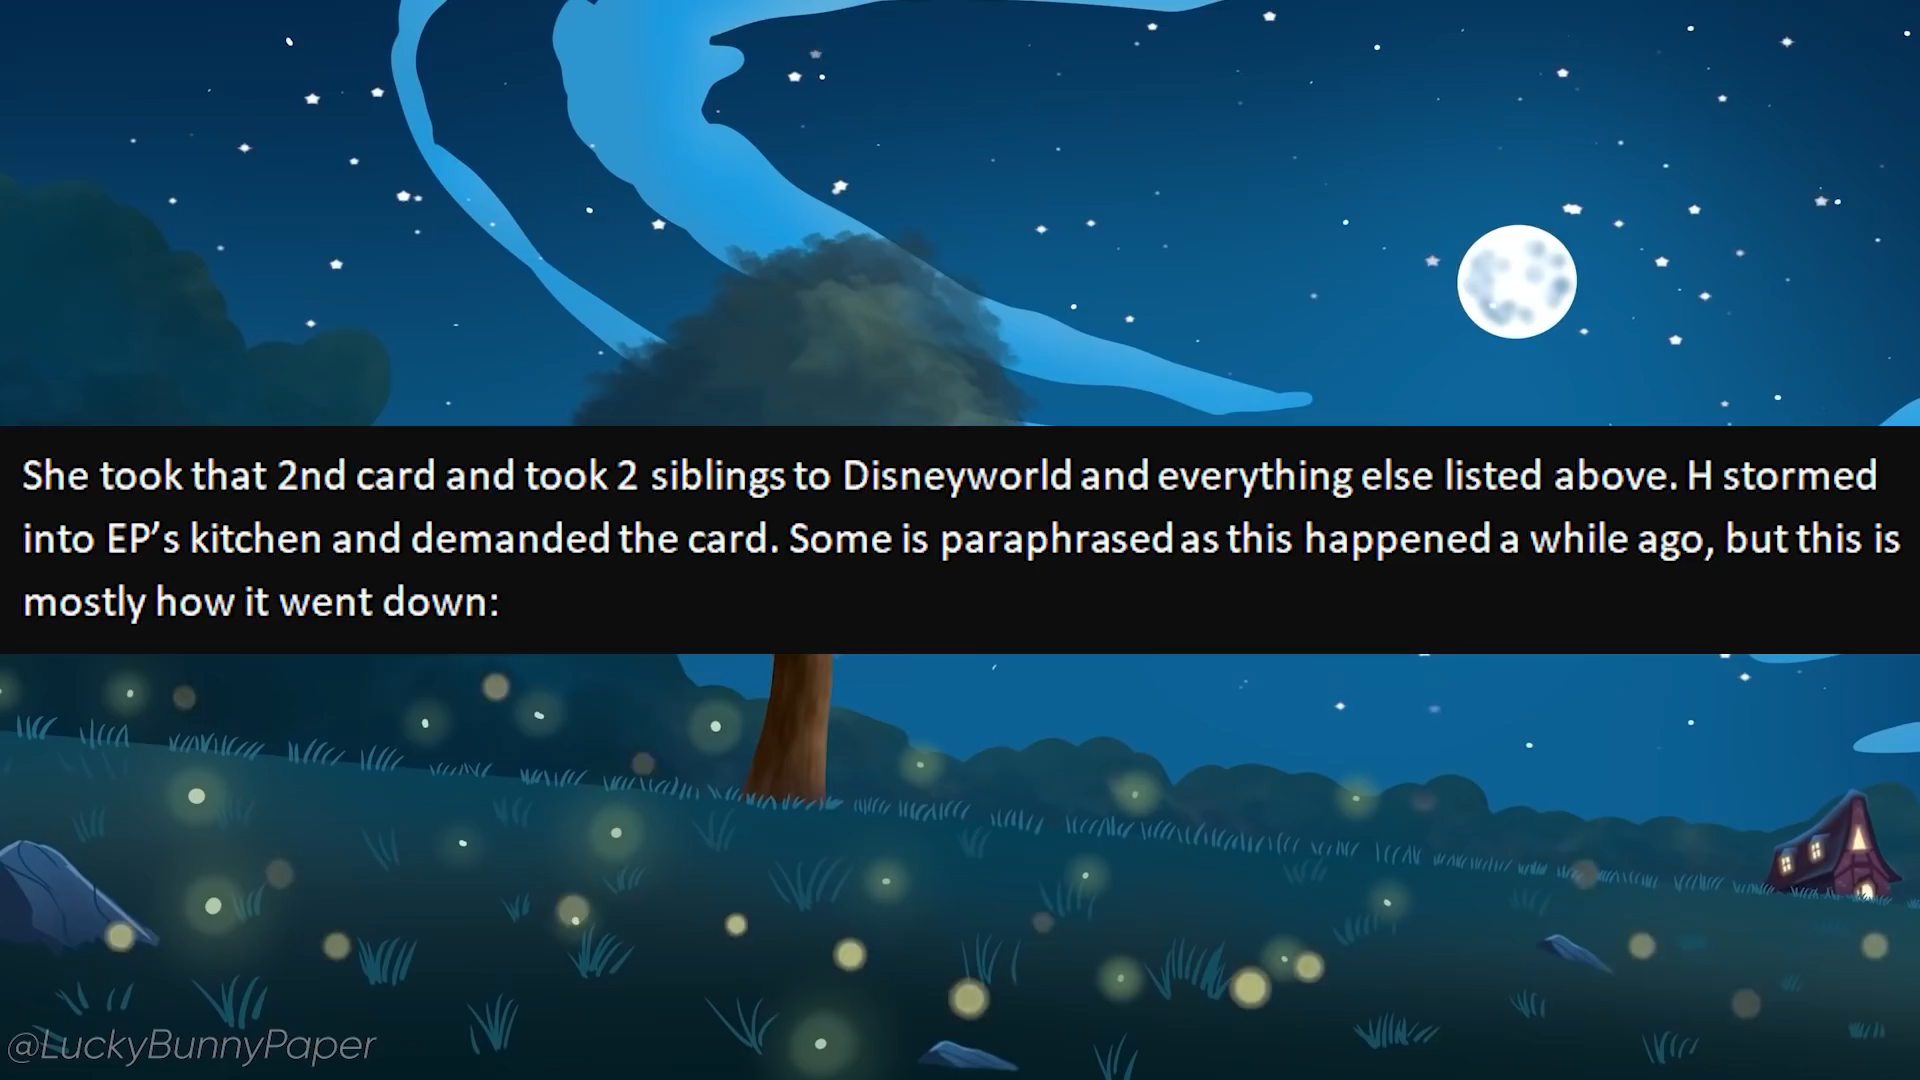 She took that 2nd card and took 2 siblings to Disneyworld and everything else listed above. H stormed
into EP’s kitchen and demanded the card. Some is paraphrased as this happened a while ago, but this is
mostly how it went down:
@LuckyBunnyPaper